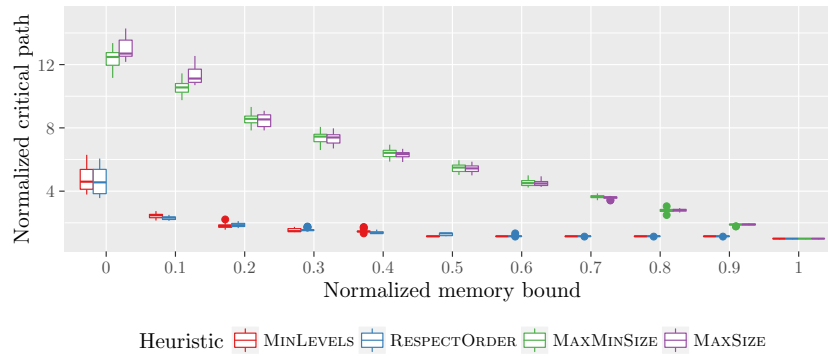 Normalized critical path
12
8
4
0 0.1 0.2 0.3 0.4 0.5 0.6 0.7 0.8 0.9 1
Normalized memory bound
Heuristic MINLEVELS RESPECTORDER MAXMINSIZE MAXSIZE